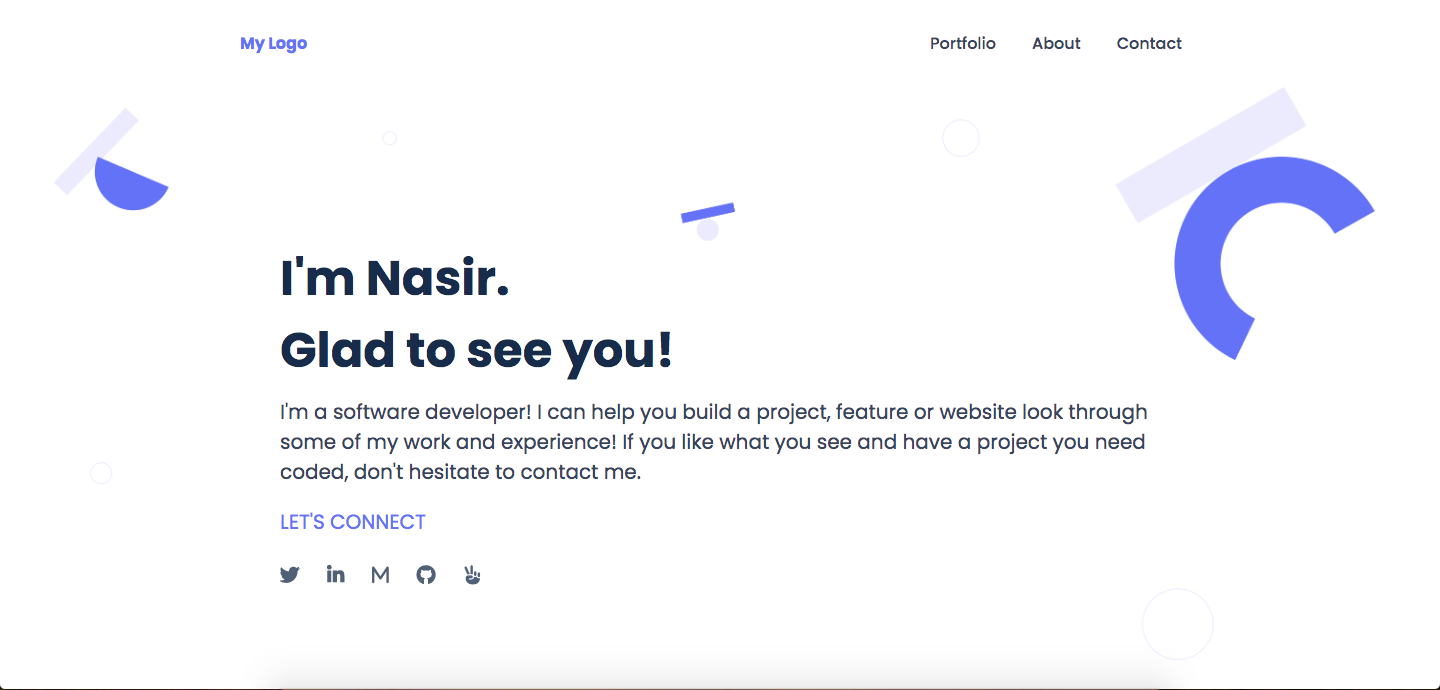 My Logo
Portfolio About Contact
I'm Nasir.
Glad to see you!
I'm a software developer! I can help you build a project, feature or website look through
some of my work and experience! If you like what you see and have a project you need
coded, don't hesitate to contact me.
LET'S CONNECT